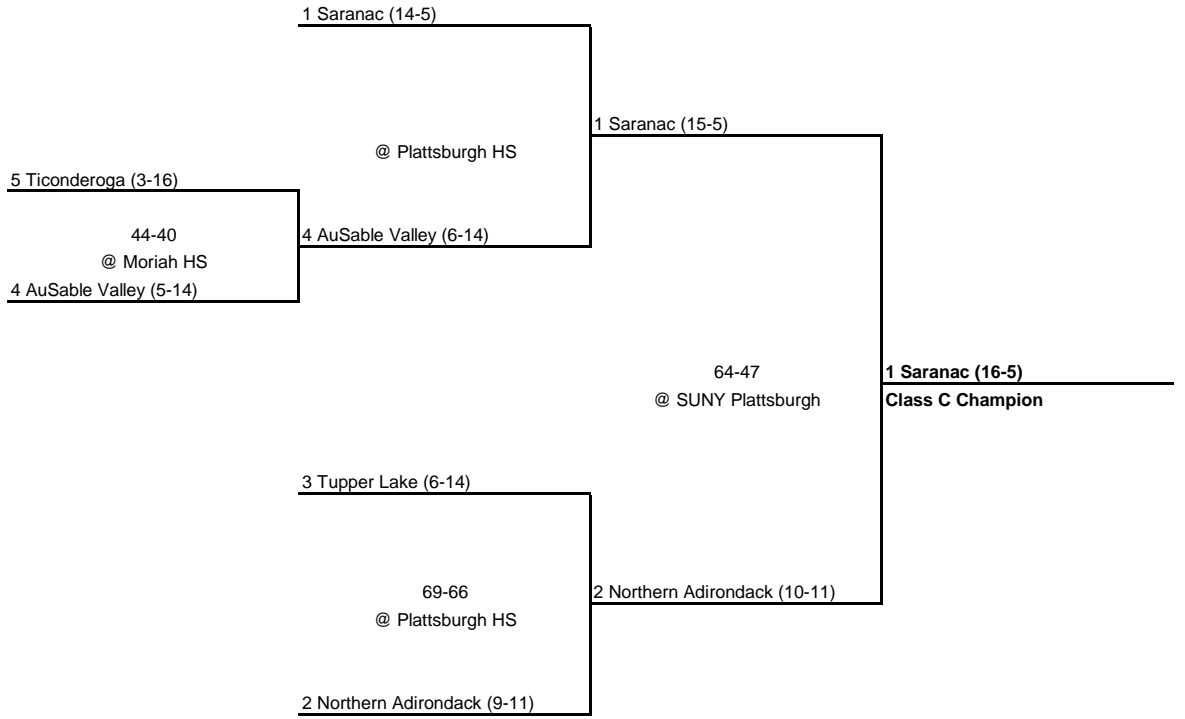 1 Saranac (14-5)
1 Saranac (15-5)
@ Plattsburgh HS
5 Ticonderoga (3-16)
44-40
4 AuSable Valley (6-14)
@ Moriah HS
4 AuSable Valley (5-14)
64-47
1 Saranac (16-5)
@ SUNY Plattsburgh
Class C Champion
3 Tupper Lake (6-14)
69-66
2 Northern Adirondack (10-11)
@ Plattsburgh HS
2 Northern Adirondack (9-11)